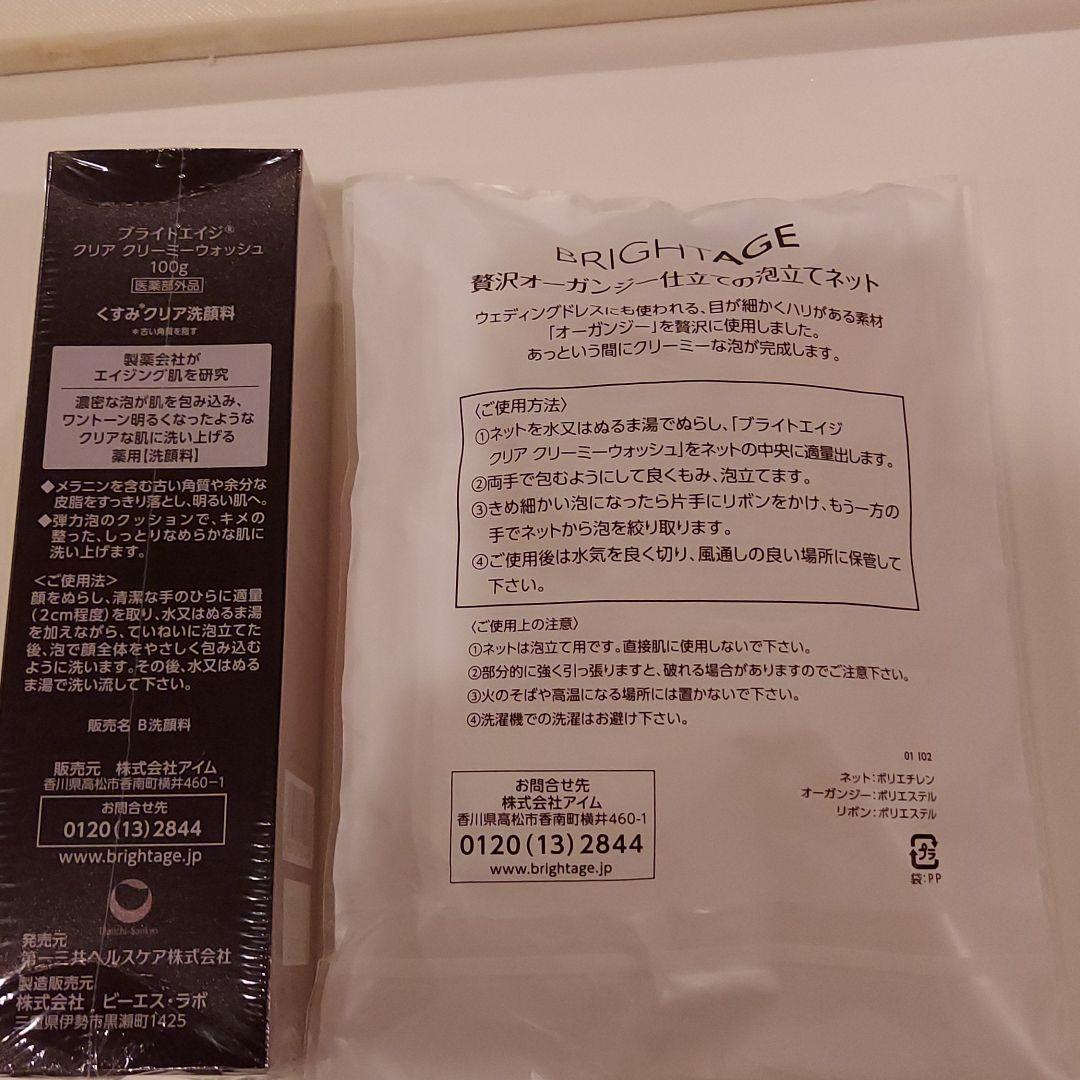 ブライトエイジ®
クリア クリーミーウォッシュ
100g
医薬部外品
くすみ*クリア洗顔料
*古い角質を指す
製薬会社が
エイジング肌を研究
濃密な泡が肌を包み込み、
ワントーン明るくなったような
クリアな肌に洗い上げる
薬用【洗顔料】
◆メラニンを含む古い角質や余分な
皮脂をすっきり落とし、明るい肌へ。
◆弾力泡のクッションで、キメの
整った、しっとりなめらかな肌に
洗い上げます。
<ご使用法>
顔をぬらし、清潔な手のひらに適量
(2cm程度)を取り、水又はぬるま湯
を加えながら、ていねいに泡立てた
後、泡で顔全体をやさしく包み込む
ように洗います。その後、水又はぬる
ま湯で洗い流して下さい。
販売名 B洗顔料
販売元 株式会社アイム
香川県高松市香南町横井460-1
お問合せ先
0120(13)2844
www.brightage.jp
Daiichi-Sankyo
発売元
第一三共ヘルスケア株式会社
製造販売元
株式会社 ビーエス・ラボ
三重県伊勢市黒瀬町1425
BRIGHTAGE
贅沢オーガンジー仕立ての泡立てネット
ウェディングドレスにも使われる、目が細かくハリがある素材
「オーガンジー」を贅沢に使用しました。
あっという間にクリーミーな泡が完成します。
〈ご使用方法〉
①ネットを水又はぬるま湯でぬらし、「ブライトエイジ
クリア クリーミーウォッシュ」をネットの中央に適量出します。
②両手で包むようにして良くもみ、泡立てます。
③きめ細かい泡になったら片手にリボンをかけ、もう一方の
手でネットから泡を絞り取ります。
④ご使用後は水気を良く切り、風通しの良い場所に保管して
下さい。
〈ご使用上の注意〉
①ネットは泡立て用です。直接肌に使用しないで下さい。
②部分的に強く引っ張りますと、破れる場合がありますのでご注意下さい。
③火のそばや高温になる場所には置かないで下さい。
④洗濯機での洗濯はお避け下さい。
01 I02
ネット:ポリエチレン
オーガンジー:ポリエステル
リボン:ポリエステル
お問合せ先
株式会社アイム
香川県高松市香南町横井460-1
0120(13)2844
www.brightage.jp
プラ
袋:PP